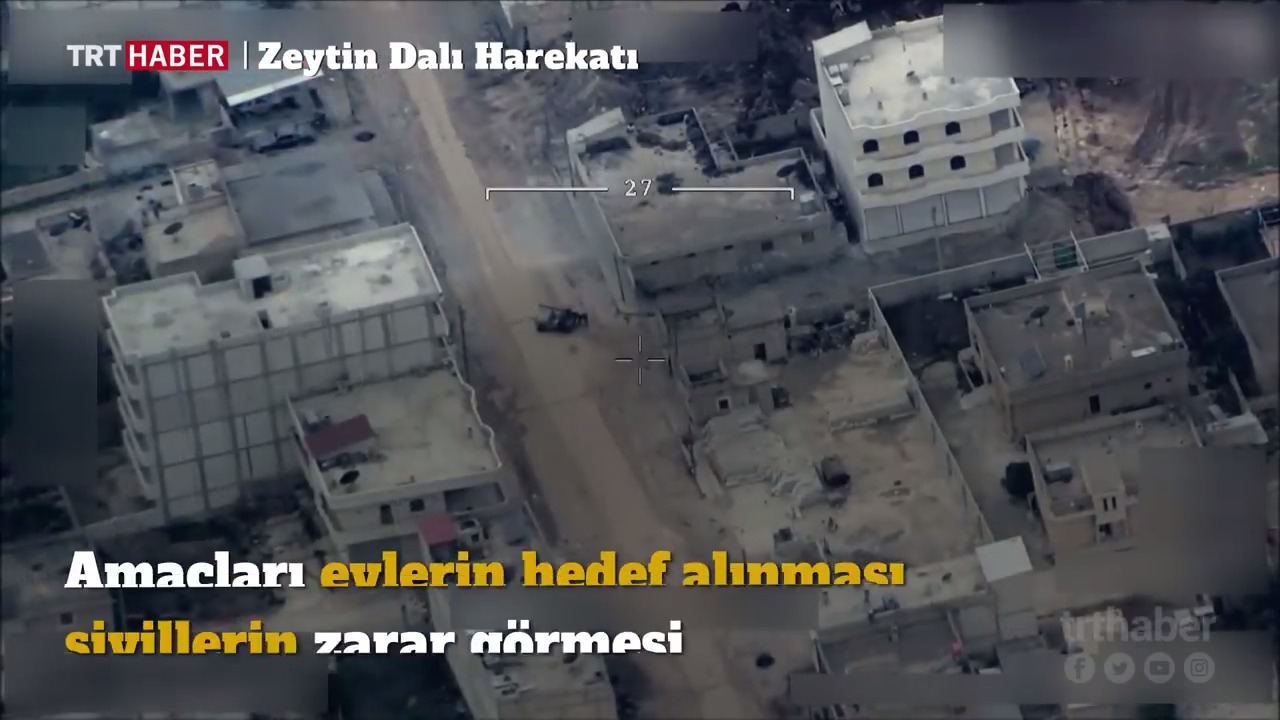 TRT HABER | Zeytin Dalı Harekatı
27
Amaçları evlerin hedef alınması
sivillerin zarar görmesi
trthaber